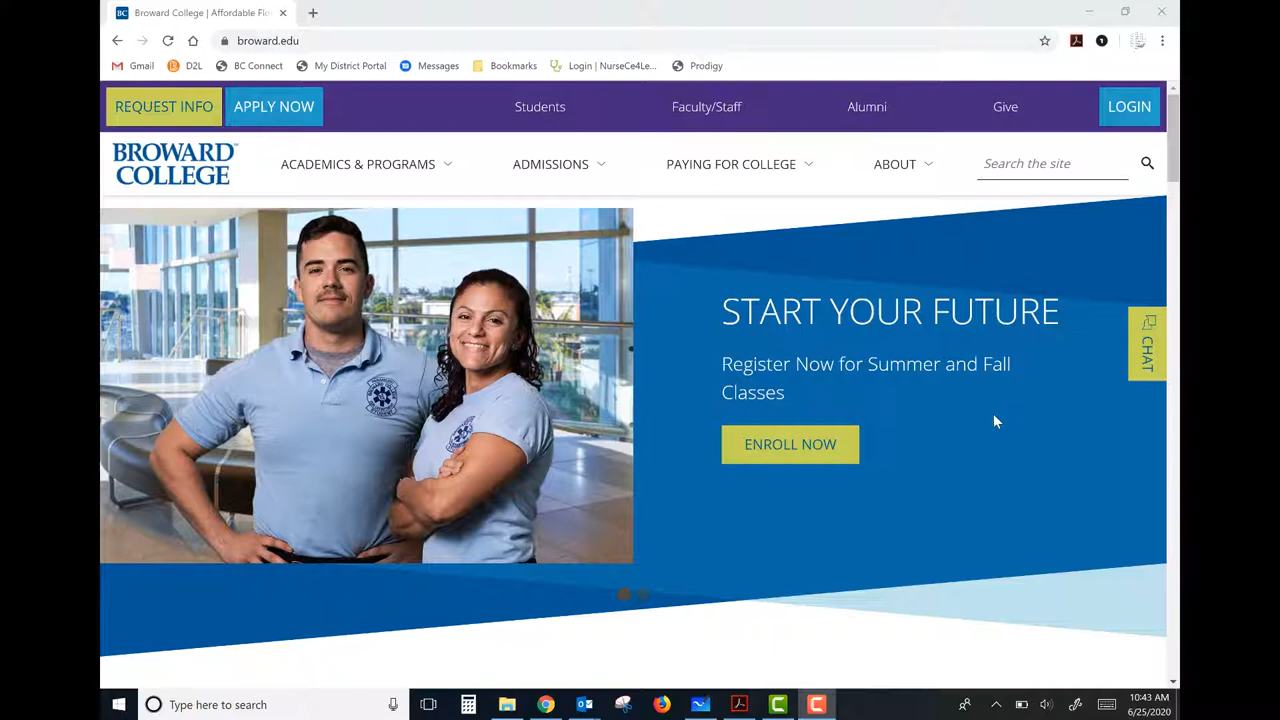 Broward College | Affordable Flo
broward.edu
Gmail
D2L
BC Connect
My District Portal
Messages
Bookmarks
Login | NurseCe4Le...
Prodigy
REQUEST INFO
APPLY NOW
Students
Faculty/Staff
Alumni
Give
LOGIN
BROWARD
COLLEGE
ACADEMICS & PROGRAMS
ADMISSIONS
PAYING FOR COLLEGE
ABOUT
Search the site
START YOUR FUTURE
Register Now for Summer and Fall
Classes
ENROLL NOW
CHAT
Type here to search
10:43 AM
6/25/2020